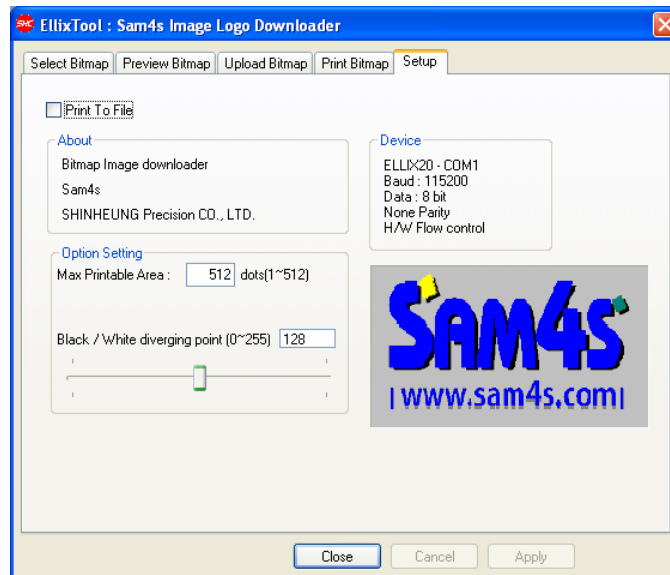 SHC EllixTool : Sam4s Image Logo Downloader
Select Bitmap Preview Bitmap Upload Bitmap Print Bitmap Setup
Print To File
About
Bitmap Image downloader
Sam4s
SHINHEUNG Precision CO., LTD.
Device
ELLIX20 - COM1
Baud : 115200
Data : 8 bit
None Parity
H/W Flow control
Option Setting
Max Printable Area : 512 dots(1~512)
Black / White diverging point (0~255) 128
SAM4S
www.sam4s.com
Close Cancel Apply